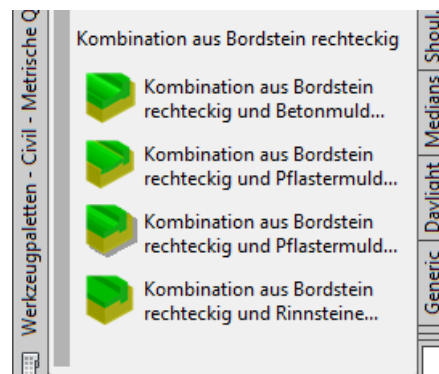 Kombination aus Bordstein rechteckig
Kombination aus Bordstein
rechteckig und Betonmuld...
Kombination aus Bordstein
rechteckig und Pflastermuld...
Kombination aus Bordstein
rechteckig und Pflastermuld...
Kombination aus Bordstein
rechteckig und Rinnsteine...
Werkzeugpaletten - Civil - Metrische Q
Shoul.
Medians
Daylight
Generic